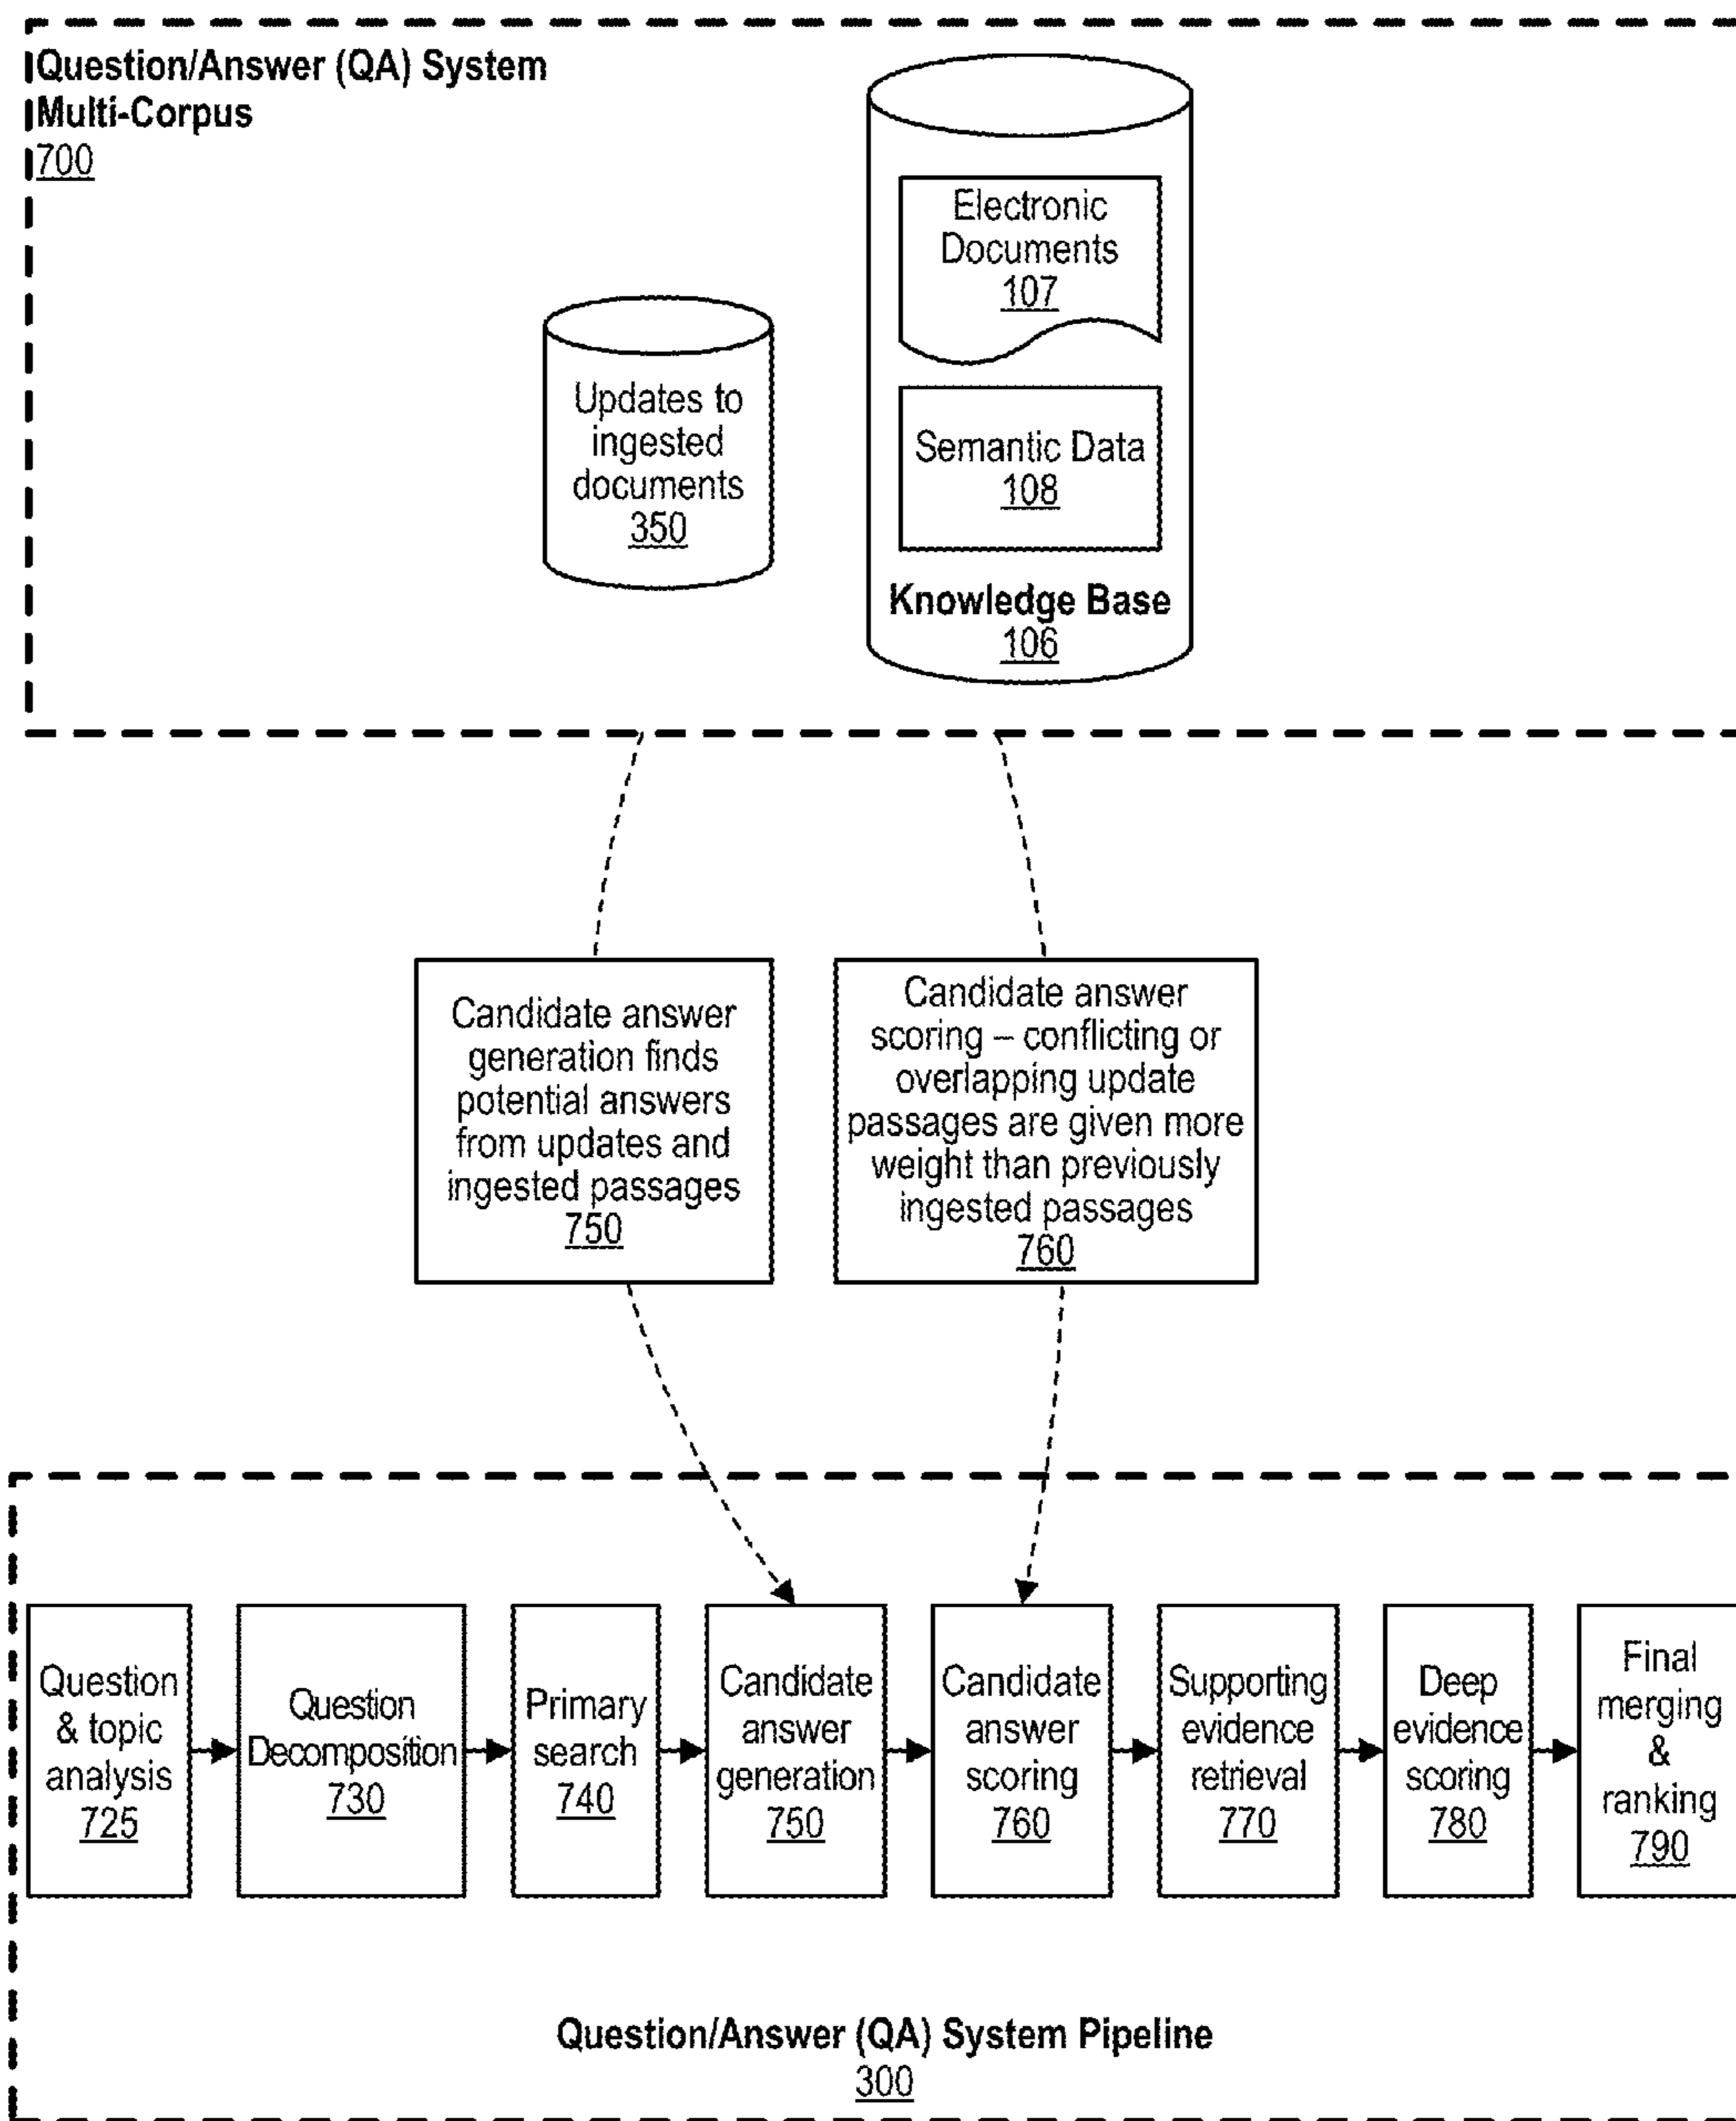 Question/Answer (QA) System
Multi-Corpus
700
Electronic
Documents
107
Updates to
ingested
documents
350
Semantic Data
108
Knowledge Base
106
Candidate answer
generation finds
potential answers
from updates and
ingested passages
750
Candidate answer
scoring – conflicting or
overlapping update
passages are given more
weight than previously
ingested passages
760
Question
& topic
analysis
725
Question
Decomposition
730
Primary
search
740
Candidate
answer
generation
750
Candidate
answer
scoring
760
Supporting
evidence
retrieval
770
Deep
evidence
scoring
780
Final
merging
&
ranking
790
Question/Answer (QA) System Pipeline
300